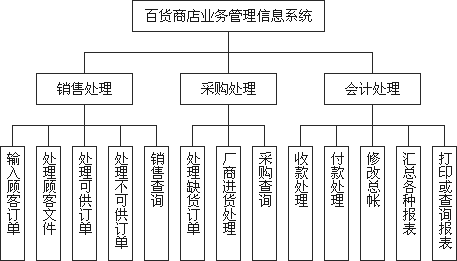 百货商店业务管理信息系统
销售处理
采购处理
会计处理
输入顾客订单
处理顾客文件
处理可供订单
处理不可供订单
销售查询
处理缺货订单
厂商进货处理
采购查询
收款处理
付款处理
修改总帐
汇总各种报表
打印或查询报表